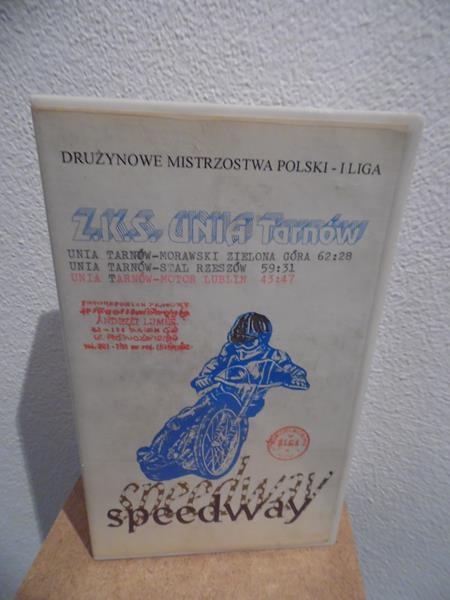 DRUŻYNOWE MISTRZOSTWA POLSKI - I LIGA
Z.K.S. UNIA Tarnów
UNIA TARNÓW-MORAWSKI ZIELONA GÓRA 62:28
UNIA TARNÓW-STAL RZESZÓW 59:31
UNIA TARNÓW-MOTOR LUBLIN 43:47
ANDRZEJ
speedway
speedway